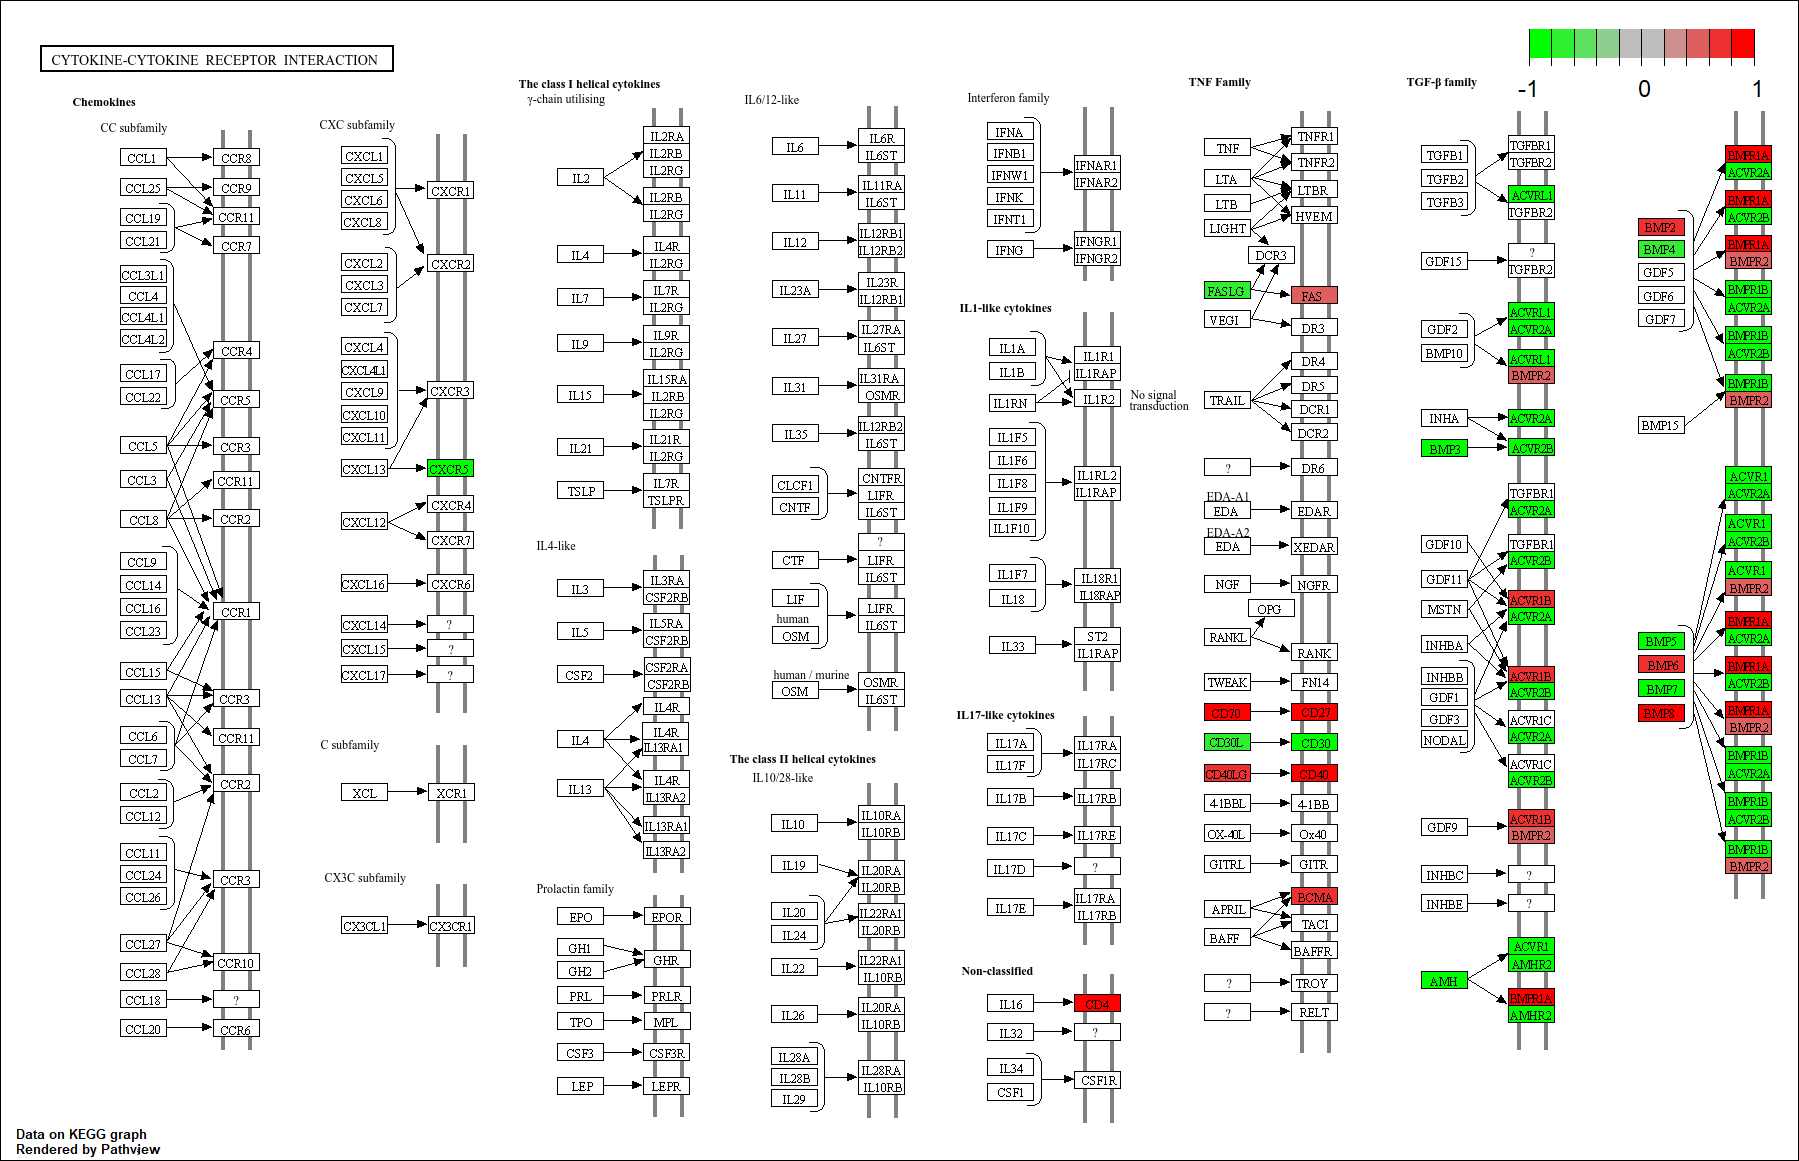 CYTOKINE-CYTOKINE RECEPTOR INTERACTION
-1
0
1
Chemokines
CC subfamily
CCL1
CCR8
CCL25
CCR9
CCL19
CCR11
CCL21
CCR7
CCL3L1
CCL4
CCL4L1
CCL4L2
CCR4
CCL17
CCL22
CCR5
CCL5
CCR3
CCL3
CCR11
CCL8
CCR2
CCL9
CCL14
CCL16
CCL23
CCR1
CCL15
CCL13
CCR3
CCL6
CCR11
CCL7
CCR2
CCL2
CCL12
CCL11
CCL24
CCL26
CCR3
CCL27
CCL28
CCR10
CCL18
?
CCL20
CCR6
CXC subfamily
CXCL1
CXCL5
CXCL6
CXCL8
CXCR1
CXCL2
CXCL3
CXCL7
CXCR2
CXCL4
CXCL4L1
CXCL9
CXCL10
CXCL11
CXCR3
CXCL13
CXCR5
CXCL12
CXCR4
CXCR7
CXCL16
CXCR6
CXCL14
?
CXCL15
?
CXCL17
?
C subfamily
XCL
XCR1
CX3C subfamily
CX3CL1
CX3CR1
The class I helical cytokines
γ-chain utilising
IL2
IL2RA
IL2RB
IL2RG
IL2RB
IL2RG
IL4
IL4R
IL2RG
IL7
IL7R
IL2RG
IL9
IL9R
IL2RG
IL15
IL15RA
IL2RB
IL2RG
IL21
IL21R
IL2RG
TSLP
IL7R
TSLPR
IL4-like
IL3
IL3RA
CSF2RB
IL5
IL5RA
CSF2RB
CSF2
CSF2RA
CSF2RB
IL4R
IL4
IL4R
IL13RA1
IL13
IL4R
IL13RA2
IL13RA1
IL13RA2
Prolactin family
EPO
EPOR
GH1
GH2
GHR
PRL
PRLR
TPO
MPL
CSF3
CSF3R
LEP
LEPR
IL6/12-like
IL6
IL6R
IL6ST
IL11
IL11RA
IL6ST
IL12
IL12RB1
IL12RB2
IL23A
IL23R
IL12RB1
IL27
IL27RA
IL6ST
IL31
IL31RA
OSMR
IL35
IL12RB2
IL6ST
CLCF1
CNTF
CNTFR
LIFR
IL6ST
CTF
?
LIFR
IL6ST
LIF
human
OSM
LIFR
IL6ST
human / murine
OSM
OSMR
IL6ST
The class II helical cytokines
IL10/28-like
IL10
IL10RA
IL10RB
IL19
IL20RA
IL20RB
IL20
IL24
IL22RA1
IL20RB
IL22
IL22RA1
IL10RB
IL26
IL20RA
IL10RB
IL28A
IL28B
IL29
IL28RA
IL10RB
Interferon family
IFNA
IFNB1
IFNW1
IFNK
IFNT1
IFNAR1
IFNAR2
IFNG
IFNGR1
IFNGR2
IL1-like cytokines
IL1A
IL1B
IL1RN
IL1R1
IL1RAP
IL1R2
No signal
transduction
IL1F5
IL1F6
IL1F8
IL1F9
IL1F10
IL1RL2
IL1RAP
IL1F7
IL18
IL18R1
IL18RAP
IL33
ST2
IL1RAP
IL17-like cytokines
IL17A
IL17F
IL17RA
IL17RC
IL17B
IL17RB
IL17C
IL17RE
IL17D
?
IL17E
IL17RA
IL17RB
Non-classified
IL16
CD4
IL32
?
IL34
CSF1
CSF1R
TNF Family
TNF
TNFR1
TNFR2
LTA
LTBR
LTB
HVEM
LIGHT
DCR3
FASLG
FAS
VEGI
DR3
TRAIL
DR4
DR5
DCR1
DCR2
?
DR6
EDA-A1
EDA
EDAR
EDA-A2
EDA
XEDAR
NGF
NGFR
OPG
RANKL
RANK
TWEAK
FN14
CD70
CD27
CD30L
CD30
CD40LG
CD40
4-1BBL
4-1BB
OX-40L
Ox40
GITRL
GITR
BCMA
APRIL
TACI
BAFF
BAFFR
?
TROY
?
RELT
TGF-β family
TGFB1
TGFB2
TGFB3
TGFBR1
TGFBR2
ACVRL1
TGFBR2
GDF15
?
TGFBR2
GDF2
BMP10
ACVRL1
ACVR2A
ACVRL1
BMPR2
INHA
ACVR2A
BMP3
ACVR2B
TGFBR1
ACVR2A
GDF10
TGFBR1
ACVR2B
GDF11
MSTN
ACVR1B
ACVR2A
INHBA
INHBB
GDF1
GDF3
NODAL
ACVR1B
ACVR2B
ACVR1C
ACVR2A
ACVR1C
ACVR2B
GDF9
ACVR1B
BMPR2
INHBC
?
INHBE
?
AMH
ACVR1
AMHR2
BMPR1A
AMHR2
BMP2
BMP4
GDF5
GDF6
GDF7
BMP15
BMPR1A
ACVR2A
BMPR1A
ACVR2B
BMPR1A
BMPR2
BMPR1B
ACVR2A
BMPR1B
ACVR2B
BMPR1B
BMPR2
BMP5
BMP6
BMP7
BMP8
ACVR1
ACVR2A
ACVR1
ACVR2B
ACVR1
BMPR2
BMPR1A
ACVR2A
BMPR1A
ACVR2B
BMPR1A
BMPR2
BMPR1B
ACVR2A
BMPR1B
ACVR2B
BMPR1B
BMPR2
Data on KEGG graph
Rendered by Pathview